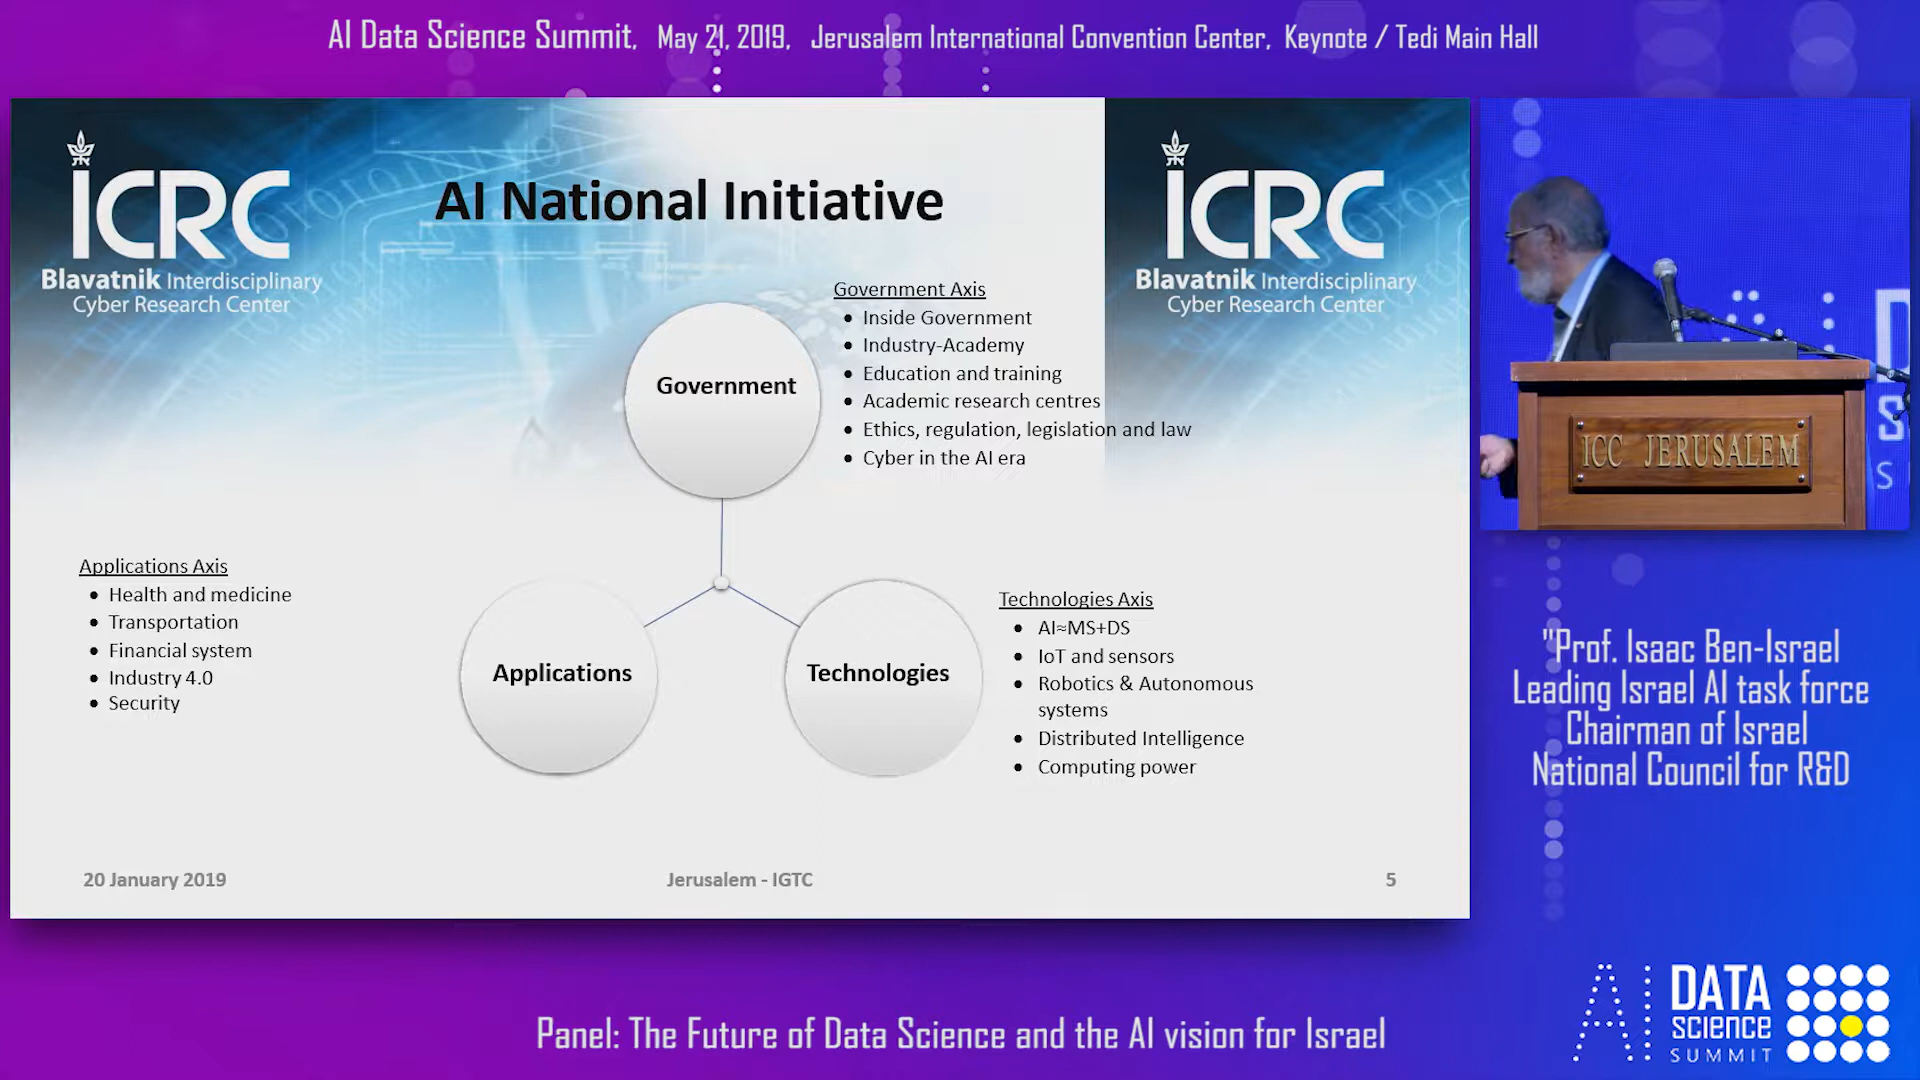 AI Data Science Summit, May 21, 2019, Jerusalem International Convention Center, Keynote / Tedi Main Hall
ICRC
Blavatnik Interdisciplinary
Cyber Research Center
AI National Initiative
ICRC
Blavatnik Interdisciplinary
Cyber Research Center
Government Axis
• Inside Government
• Industry-Academy
• Education and training
• Academic research centres
• Ethics, regulation, legislation and law
• Cyber in the AI era
Government
Applications Axis
• Health and medicine
• Transportation
• Financial system
• Industry 4.0
• Security
Applications
Technologies
Technologies Axis
• AI≈MS+DS
• IoT and sensors
• Robotics & Autonomous
systems
• Distributed Intelligence
• Computing power
20 January 2019
Jerusalem - IGTC
5
ICC JERUSALEM
"Prof. Isaac Ben-Israel
Leading Israel AI task force
Chairman of Israel
National Council for R&D
Panel: The Future of Data Science and the AI vision for Israel
AI DATA
SCIENCE
SUMMIT